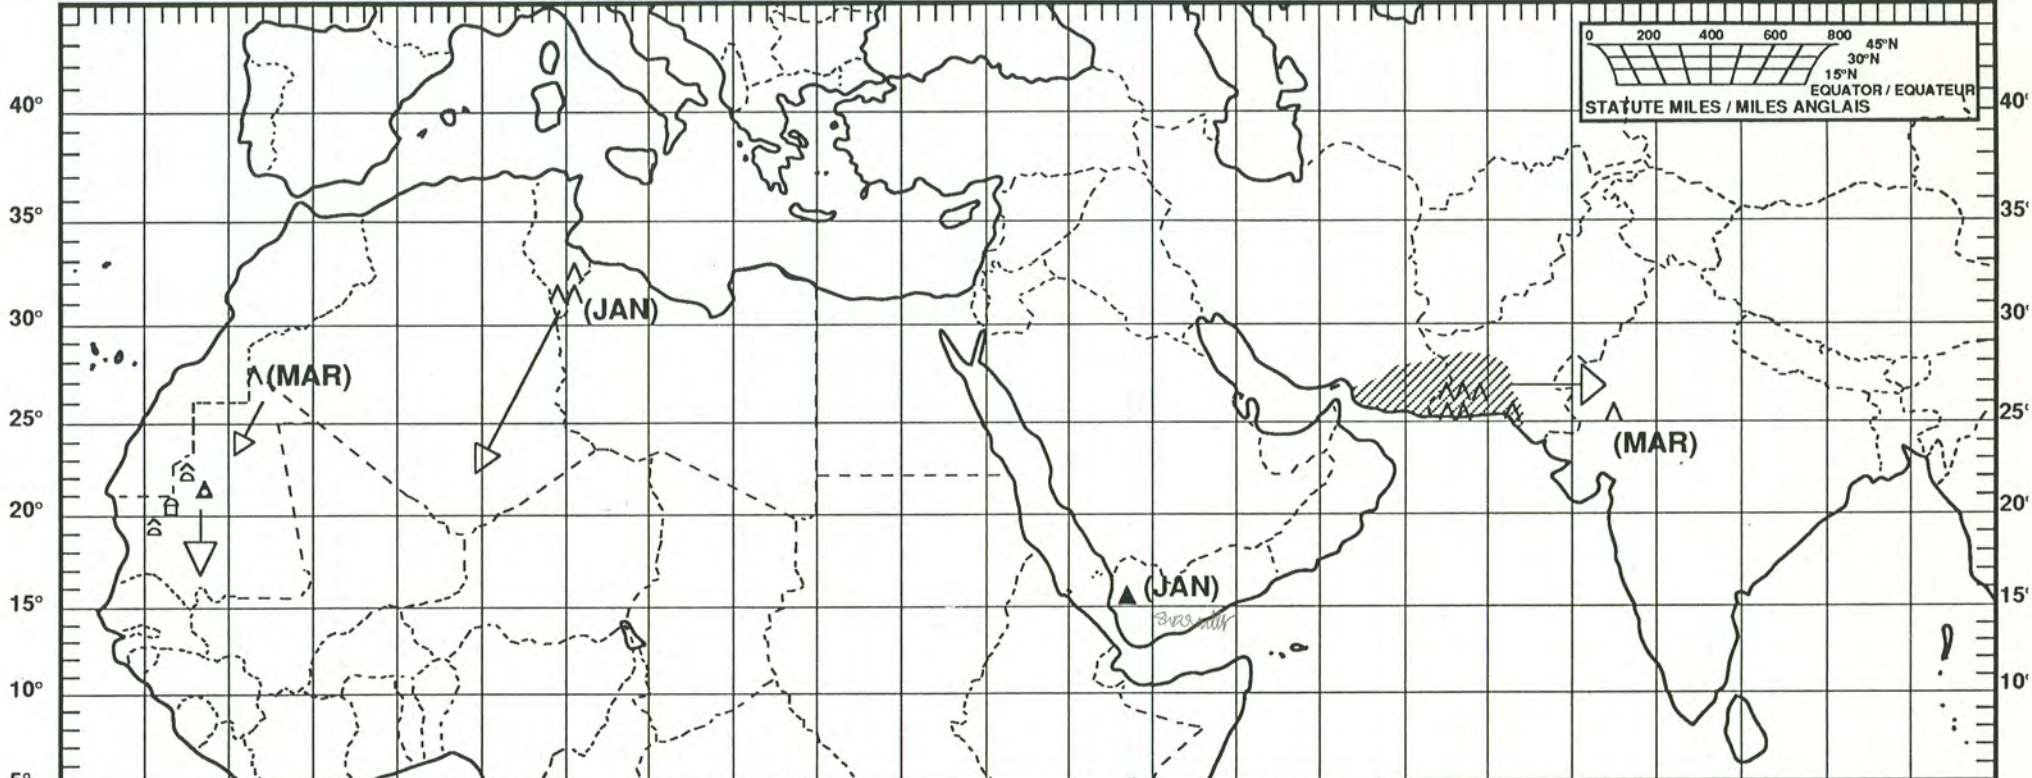 0 200 400 600 800
45°N
30°N
15°N
EQUATOR / EQUATEUR
STATUTE MILES / MILES ANGLAIS
40° 40°
35° 35°
(JAN)
30° 30°
(MAR)
25° 25°
(MAR)
20° 20°
(JAN)
15° 15°
10° 10°
5°